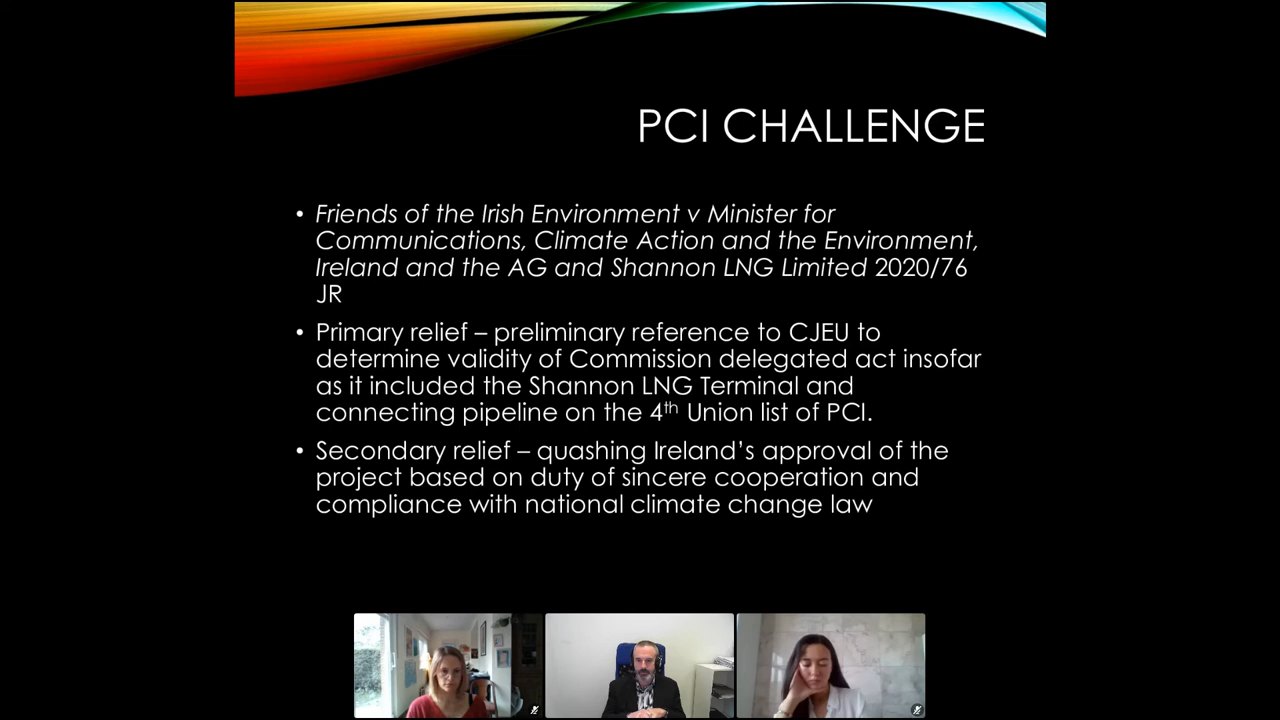 PCI CHALLENGE
• Friends of the Irish Environment v Minister for
Communications, Climate Action and the Environment,
Ireland and the AG and Shannon LNG Limited 2020/76
JR
• Primary relief – preliminary reference to CJEU to
determine validity of Commission delegated act insofar
as it included the Shannon LNG Terminal and
connecting pipeline on the 4th Union list of PCI.
• Secondary relief – quashing Ireland’s approval of the
project based on duty of sincere cooperation and
compliance with national climate change law